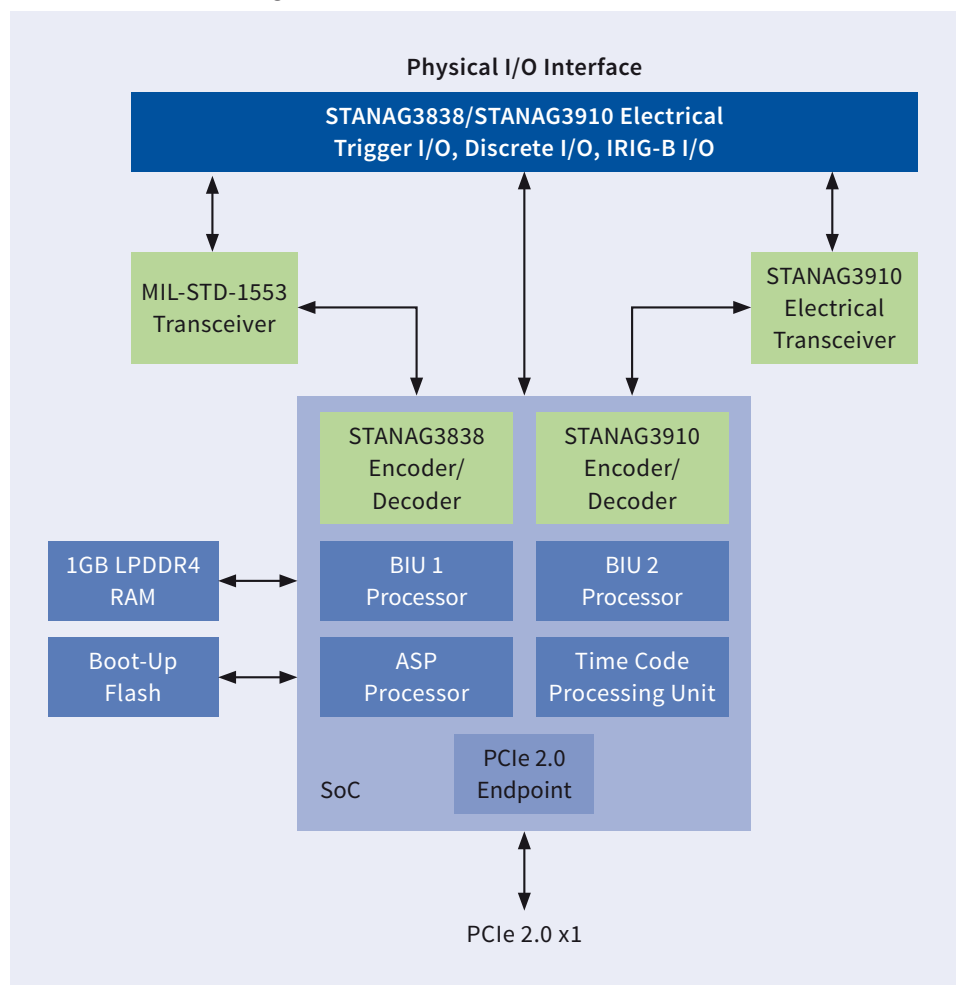 Physical I/O Interface
STANAG3838/STANAG3910 Electrical
Trigger I/O, Discrete I/O, IRIG-B I/O
MIL-STD-1553
Transceiver
STANAG3910
Electrical
Transceiver
STANAG3838
Encoder/
Decoder
STANAG3910
Encoder/
Decoder
1GB LPDDR4
RAM
BIU 1
Processor
BIU 2
Processor
Boot-Up
Flash
ASP
Processor
Time Code
Processing Unit
PCIe 2.0
Endpoint
SoC
PCIe 2.0 x1